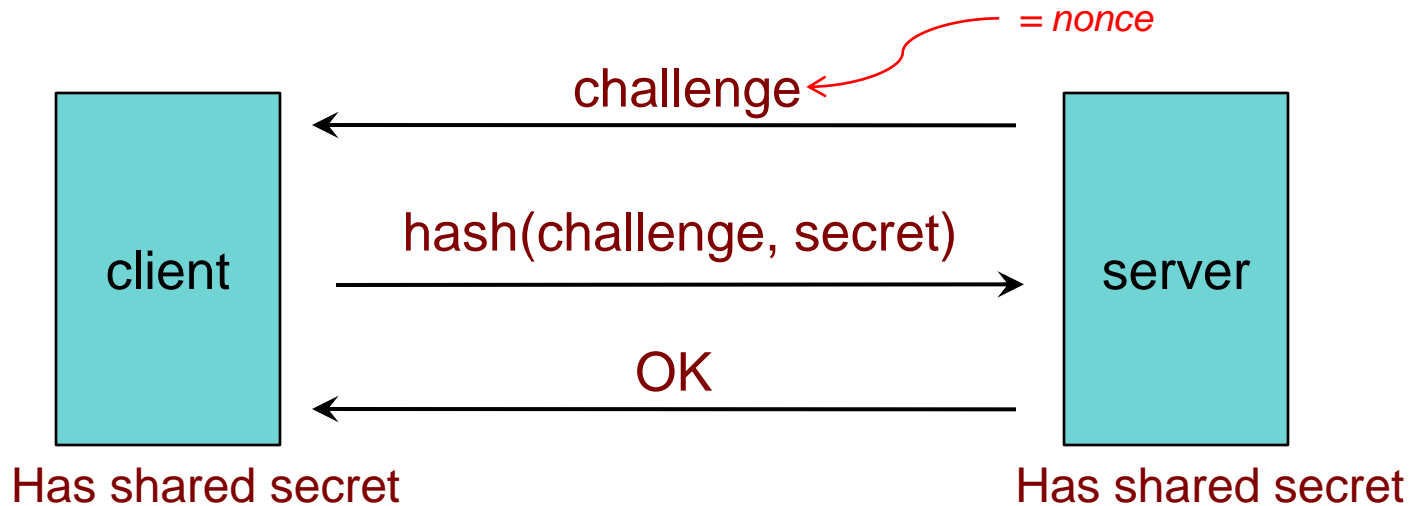 = nonce
challenge
hash(challenge, secret)
client
server
OK
Has shared secret
Has shared secret